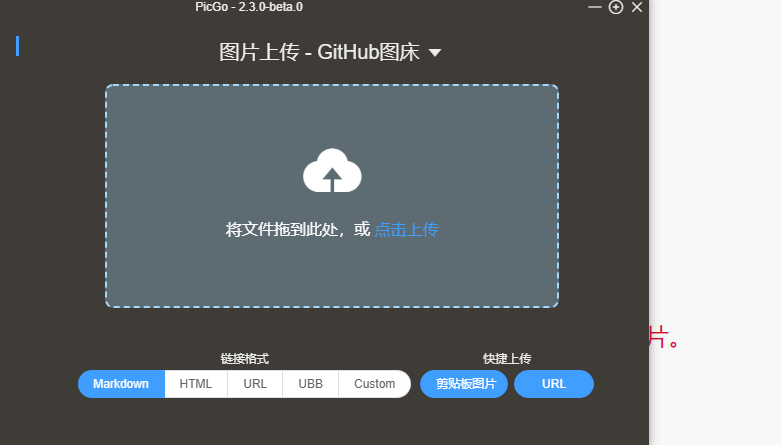 PicGo - 2.3.0-beta.0
图片上传 - GitHub图床
将文件拖到此处，或 点击上传
片。
链接格式 快捷上传
Markdown HTML URL UBB Custom 剪贴板图片 URL